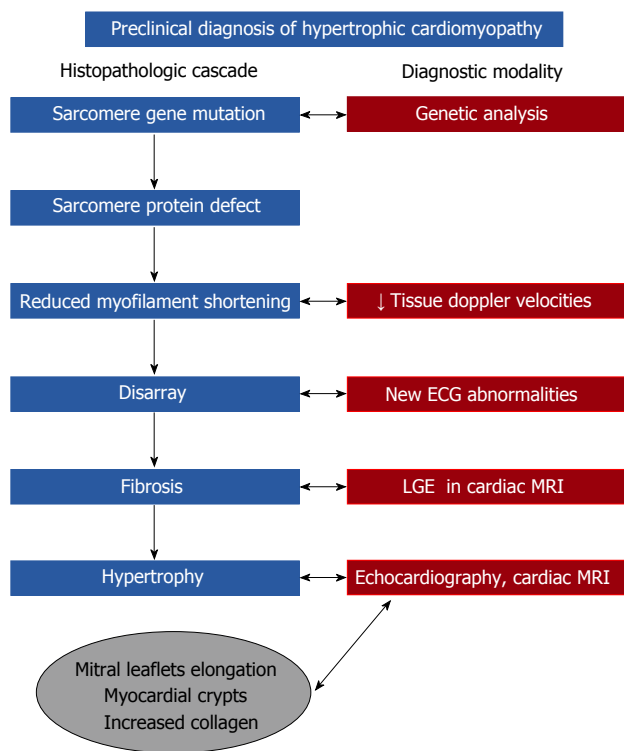 Preclinical diagnosis of hypertrophic cardiomyopathy
Histopathologic cascade
Diagnostic modality
Sarcomere gene mutation
Genetic analysis
Sarcomere protein defect
Reduced myofilament shortening
↓ Tissue doppler velocities
Disarray
New ECG abnormalities
Fibrosis
LGE in cardiac MRI
Hypertrophy
Echocardiography, cardiac MRI
Mitral leaflets elongation
Myocardial crypts
Increased collagen